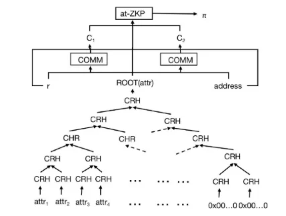 at-ZKP π
C₁ C₂
COMM COMM
r ROOT(attr) address
CRH
CRH CRH
CHR CHR CRH
CRH CRH CRH
CRH CRH CRH CRH ... ... ... CRH CRH
attr₁ attr₂ attr₃ attr₄ ... ... ... 0x00...0 0x00...0